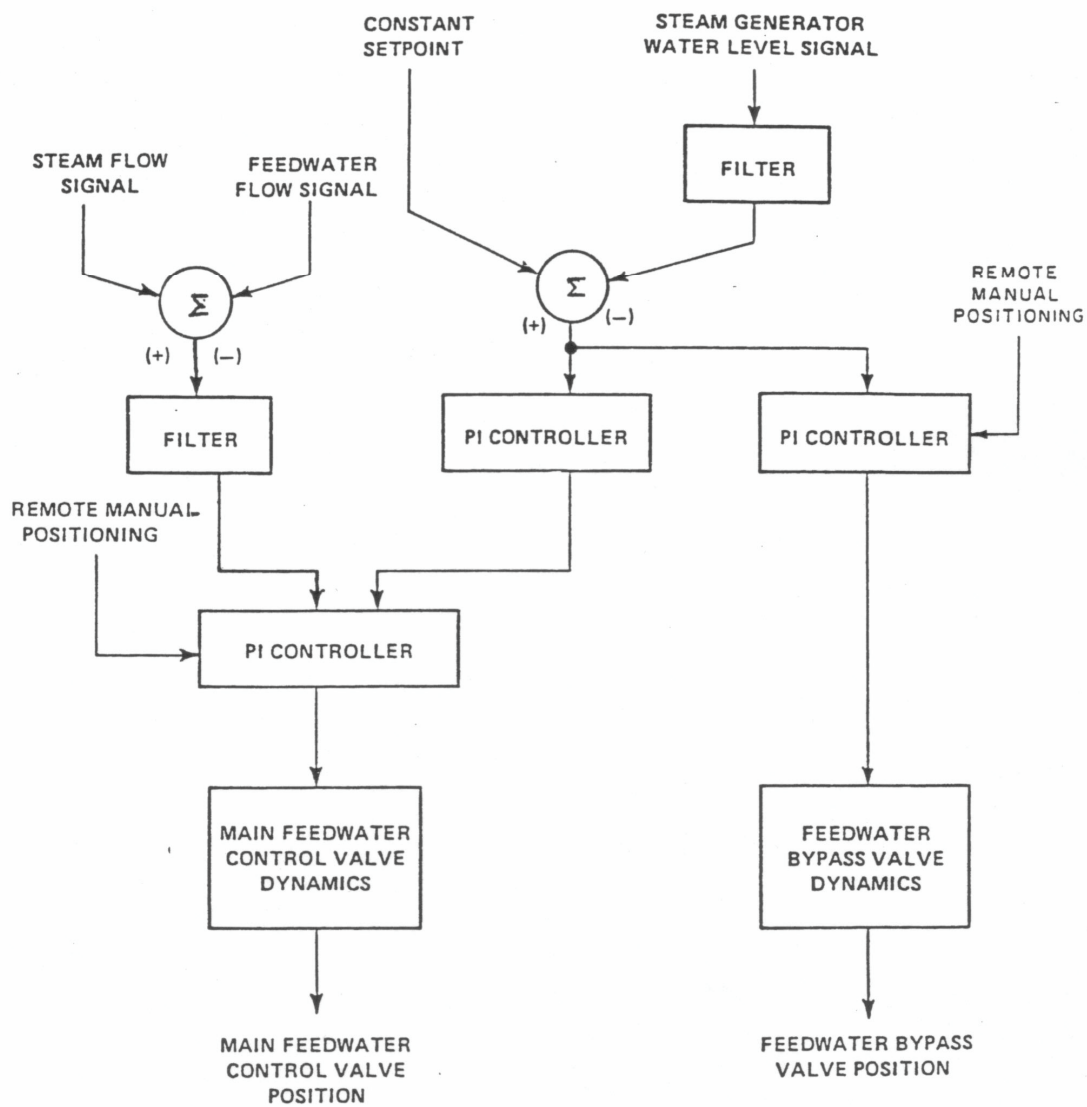 CONSTANT
SETPOINT
STEAM GENERATOR
WATER LEVEL SIGNAL
FILTER
STEAM FLOW
SIGNAL
FEEDWATER
FLOW SIGNAL
Σ
(+)
(—)
Σ
(+)
(—)
REMOTE
MANUAL
POSITIONING
FILTER
PI CONTROLLER
PI CONTROLLER
REMOTE MANUAL
POSITIONING
PI CONTROLLER
MAIN FEEDWATER
CONTROL VALVE
DYNAMICS
FEEDWATER
BYPASS VALVE
DYNAMICS
MAIN FEEDWATER
CONTROL VALVE
POSITION
FEEDWATER BYPASS
VALVE POSITION